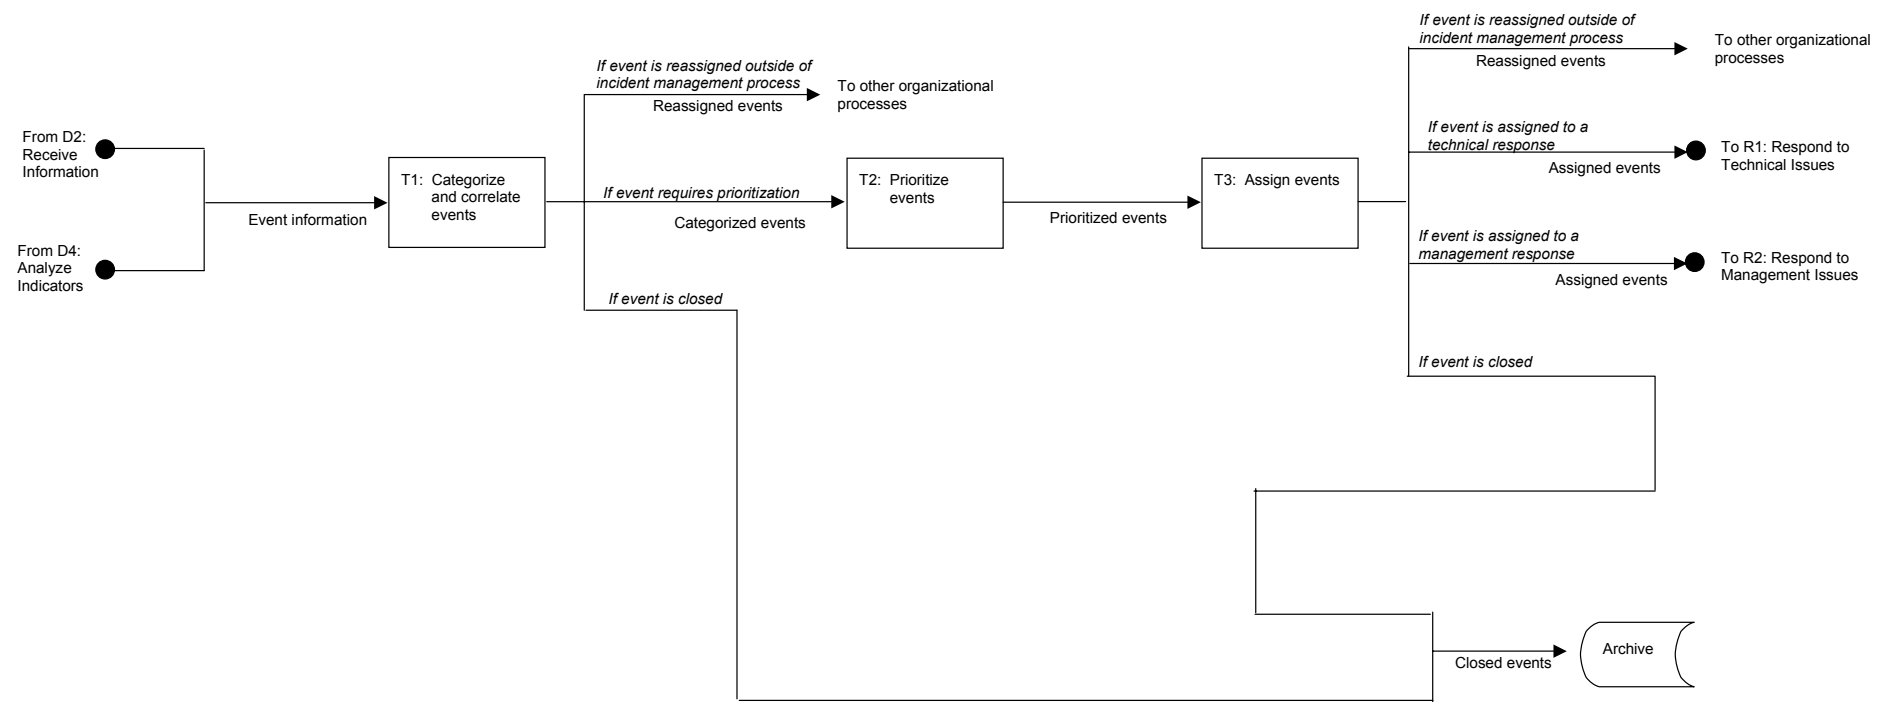 From D2:
Receive
Information
From D4:
Analyze
Indicators
Event information
T1: Categorize
and correlate
events
If event is reassigned outside of
incident management process
Reassigned events
To other organizational
processes
If event requires prioritization
Categorized events
If event is closed
T2: Prioritize
events
Prioritized events
T3: Assign events
If event is reassigned outside of
incident management process
Reassigned events
To other organizational
processes
If event is assigned to a
technical response
Assigned events
To R1: Respond to
Technical Issues
If event is assigned to a
management response
Assigned events
To R2: Respond to
Management Issues
If event is closed
Closed events
Archive